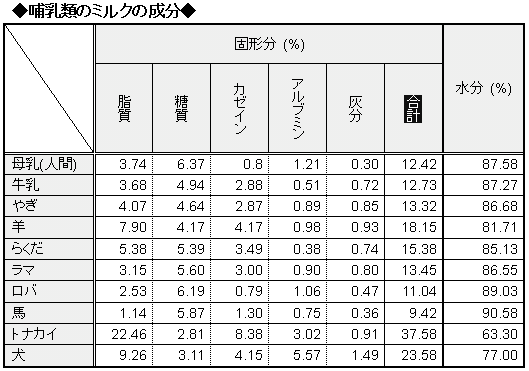 ◆哺乳類のミルクの成分◆
固形分 (%)
脂質 糖質 カゼイン アルブミン 灰分 合計 水分 (%)
母乳(人間) 3.74 6.37 0.8 1.21 0.30 12.42 87.58
牛乳 3.68 4.94 2.88 0.51 0.72 12.73 87.27
やぎ 4.07 4.64 2.87 0.89 0.85 13.32 86.68
羊 7.90 4.17 4.17 0.98 0.93 18.15 81.71
らくだ 5.38 5.39 3.49 0.38 0.74 15.38 85.13
ラマ 3.15 5.60 3.00 0.90 0.80 13.45 86.55
ロバ 2.53 6.19 0.79 1.06 0.47 11.04 89.03
馬 1.14 5.87 1.30 0.75 0.36 9.42 90.58
トナカイ 22.46 2.81 8.38 3.02 0.91 37.58 63.30
犬 9.26 3.11 4.15 5.57 1.49 23.58 77.00